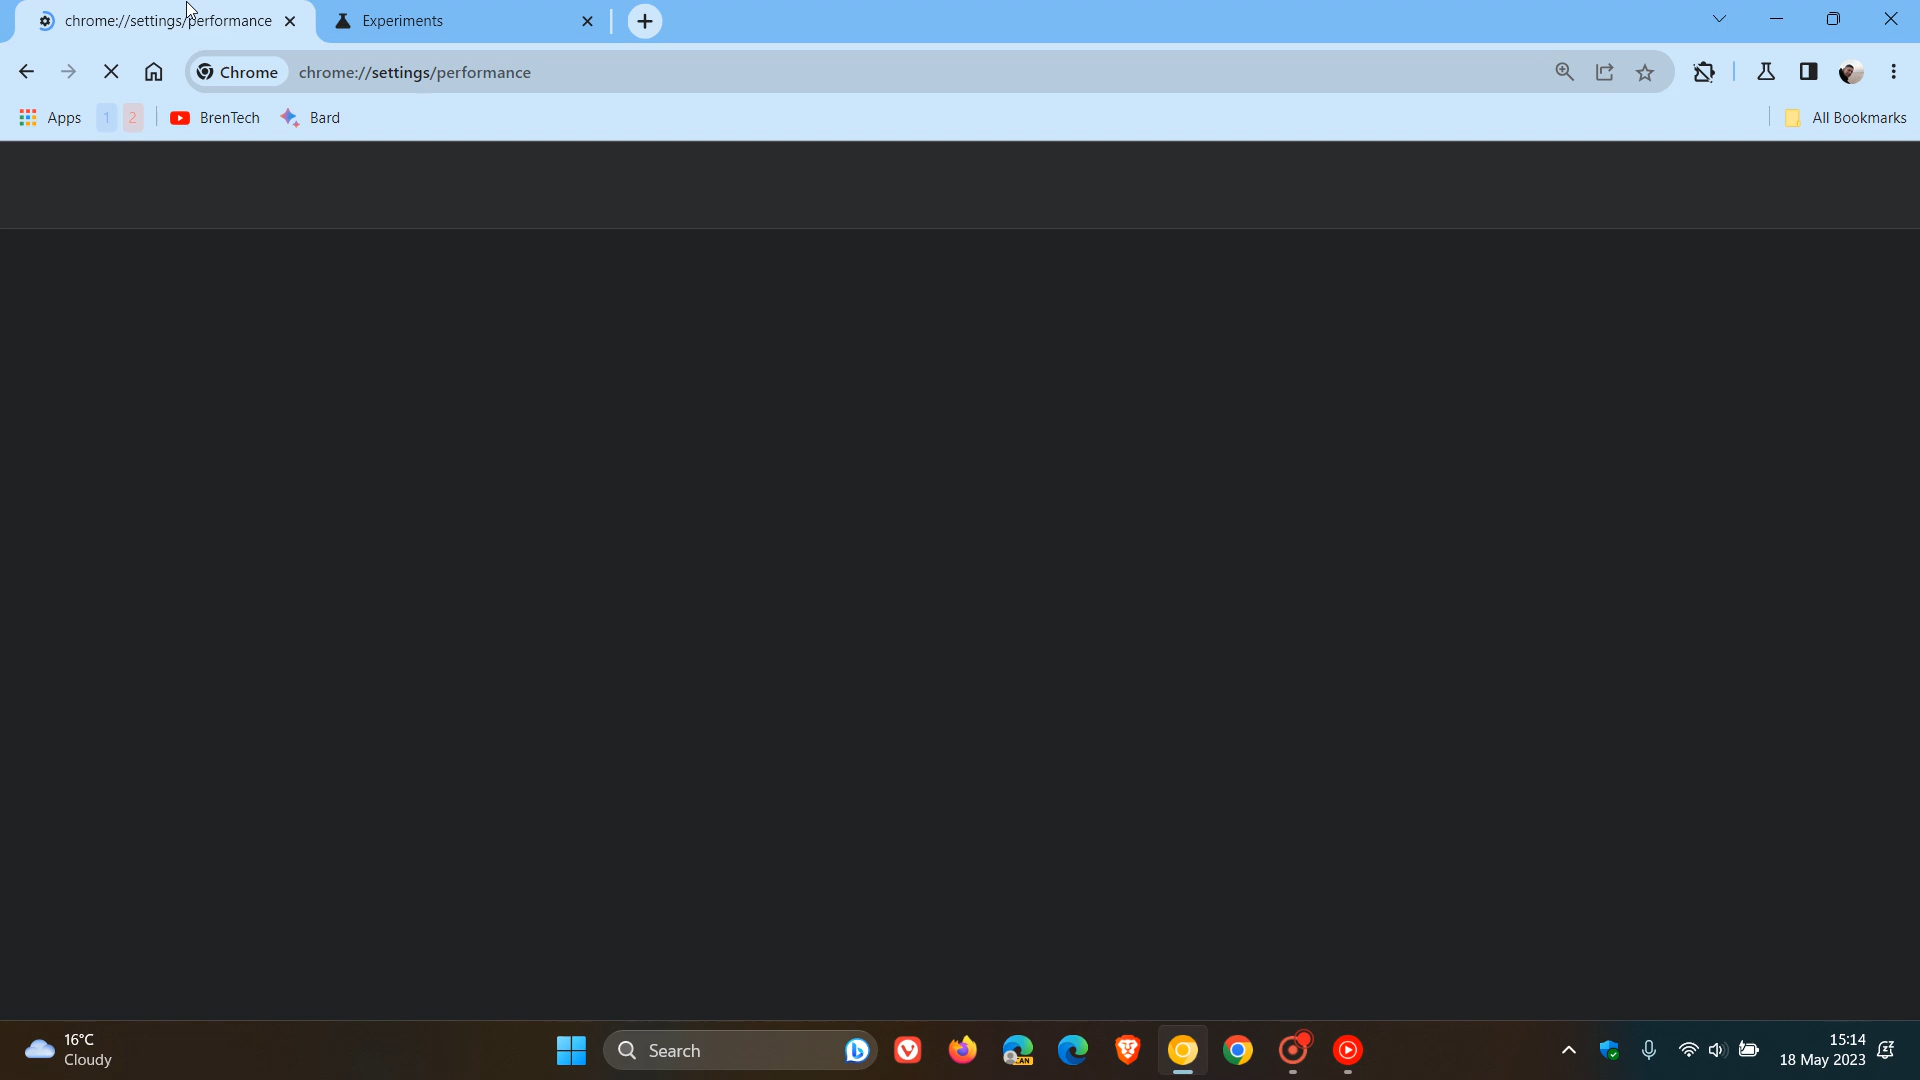 chrome://settings/performance
Experiments
Chrome
chrome://settings/performance
Apps
1
2
BrenTech
Bard
All Bookmarks
16°C
Cloudy
Search
CAN
15:14
18 May 2023